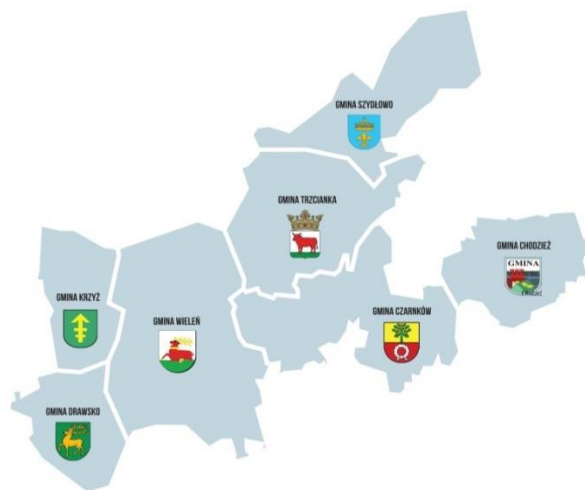 GMINA SZYDŁOWO
GMINA TRZCIANKA
GMINA CHODZIEŻ
GMINA
GMINA KRZYŻ
GMINA WIELEŃ
GMINA CZARNKÓW
GMINA DRAWSKO